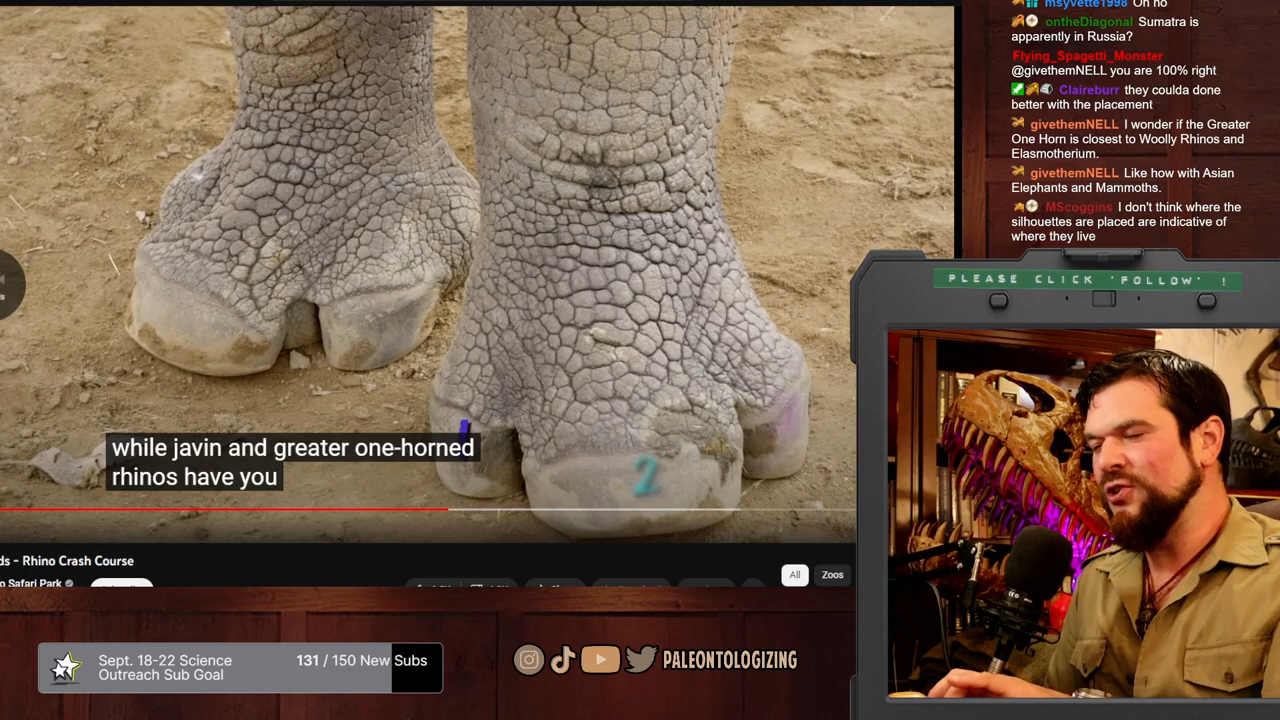 msyvette1998 Oh no
ontheDiagonal Sumatra is
apparently in Russia?
Flying_Spagetti_Monster
@givethemNELL you are 100% right
Claireburr they coulda done
better with the placement
givethemNELL I wonder if the Greater
One Horn is closest to Woolly Rhinos and
Elasmotherium.
givethemNELL Like how with Asian
Elephants and Mammoths.
MScoggins I don't think where the
silhouettes are placed are indicative of
where they live
PLEASE CLICK "FOLLOW" !
while javin and greater one-horned
rhinos have you
2
ds - Rhino Crash Course
o Safari Park
All
Zoos
Sept. 18-22 Science
Outreach Sub Goal
131 / 150 New Subs
PALEONTOLOGIZING